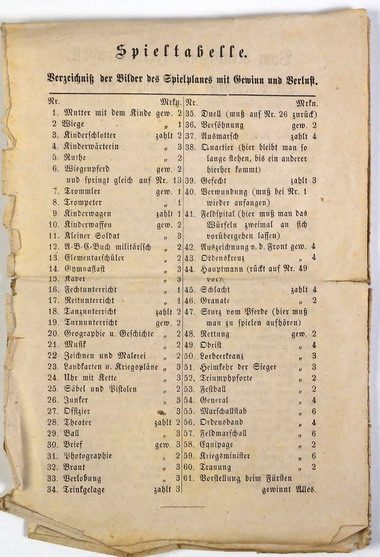 Spieltabelle.
Verzeichniß der Bilder des Spielplanes mit Gewinn und Verlust.
Nr. Mrkn.
1. Mutter mit dem Kinde gew. 2
2 Wiege „ 1
3. Kinderschlotter zahlt 2
4. Kinderwärterin „ 3
5. Ruthe „ 2
6. Wiegenpferd gew. 2
und springt gleich auf Nr. 13
7. Trommler gew. 1
8. Trompeter „ 1
9. Kinderwagen zahlt 2
10. Kinderwaffen gew. 2
11. Kleiner Soldat „ 3
12. A-B-C-Buch militärisch „ 2
13. Elementarschüler „ 2
14. Gymnasiast „ 3
15. Kadet „ 3
16. Fechtunterricht „ 1
17. Reitunterricht „ 1
18. Tanzunterricht zahlt 2
19. Turnunterricht gew. 2
20. Geographie u. Geschichte „ 2
21. Musik „ 2
22. Zeichnen und Malerei „ 2
23. Landkarten u. Kriegspläne „ 3
24. Uhr mit Kette „ 3
25. Säbel und Pistolen „ 2
26. Junker „ 3
27. Offizier „ 3
28. Theater zahlt 2
29. Ball „ 3
30. Brief gew. 3
31. Photographie „ 2
32. Braut „ 3
33. Verlobung „ 3
34. Trinkgelage zahlt 3
Nr. Mrkn.
35. Duell (muß auf Nr. 26 zurück)
36. Versöhnung gew. 2
37. Ausmarsch zahlt 4
38. Quartier (hier bleibt man so
lange stehen, bis ein anderer
hierher kommt)
39. Gefecht zahlt 3
40. Verwundung (muß bei Nr. 1
wieder anfangen)
41. Feldspital (hier muß man das
Würfeln zweimal an sich
vorübergehen lassen)
42. Auszeichnung v. d. Front gew. 4
43. Ordenskreuz „ 4
44. Hauptmann (rückt auf Nr. 49
vor).
45. Schlacht zahlt 4
46. Granate „ 2
47. Sturz vom Pferde (hier muß
man zu spielen aufhören)
48. Rettung gew. 2
49. Obrist „ 4
50. Lorbeerkranz „ 3
51. Heimkehr der Sieger „ 3
52. Triumphpforte „ 2
53. Festball „ 2
54. General „ 4
55. Marschallstab „ 6
56. Ordensband „ 4
57. Feldmarschall „ 6
58. Equipage „ 2
59. Kriegsminister „ 6
60. Trauung „ 2
61. Vorstellung beim Fürsten
gewinnt Alles.